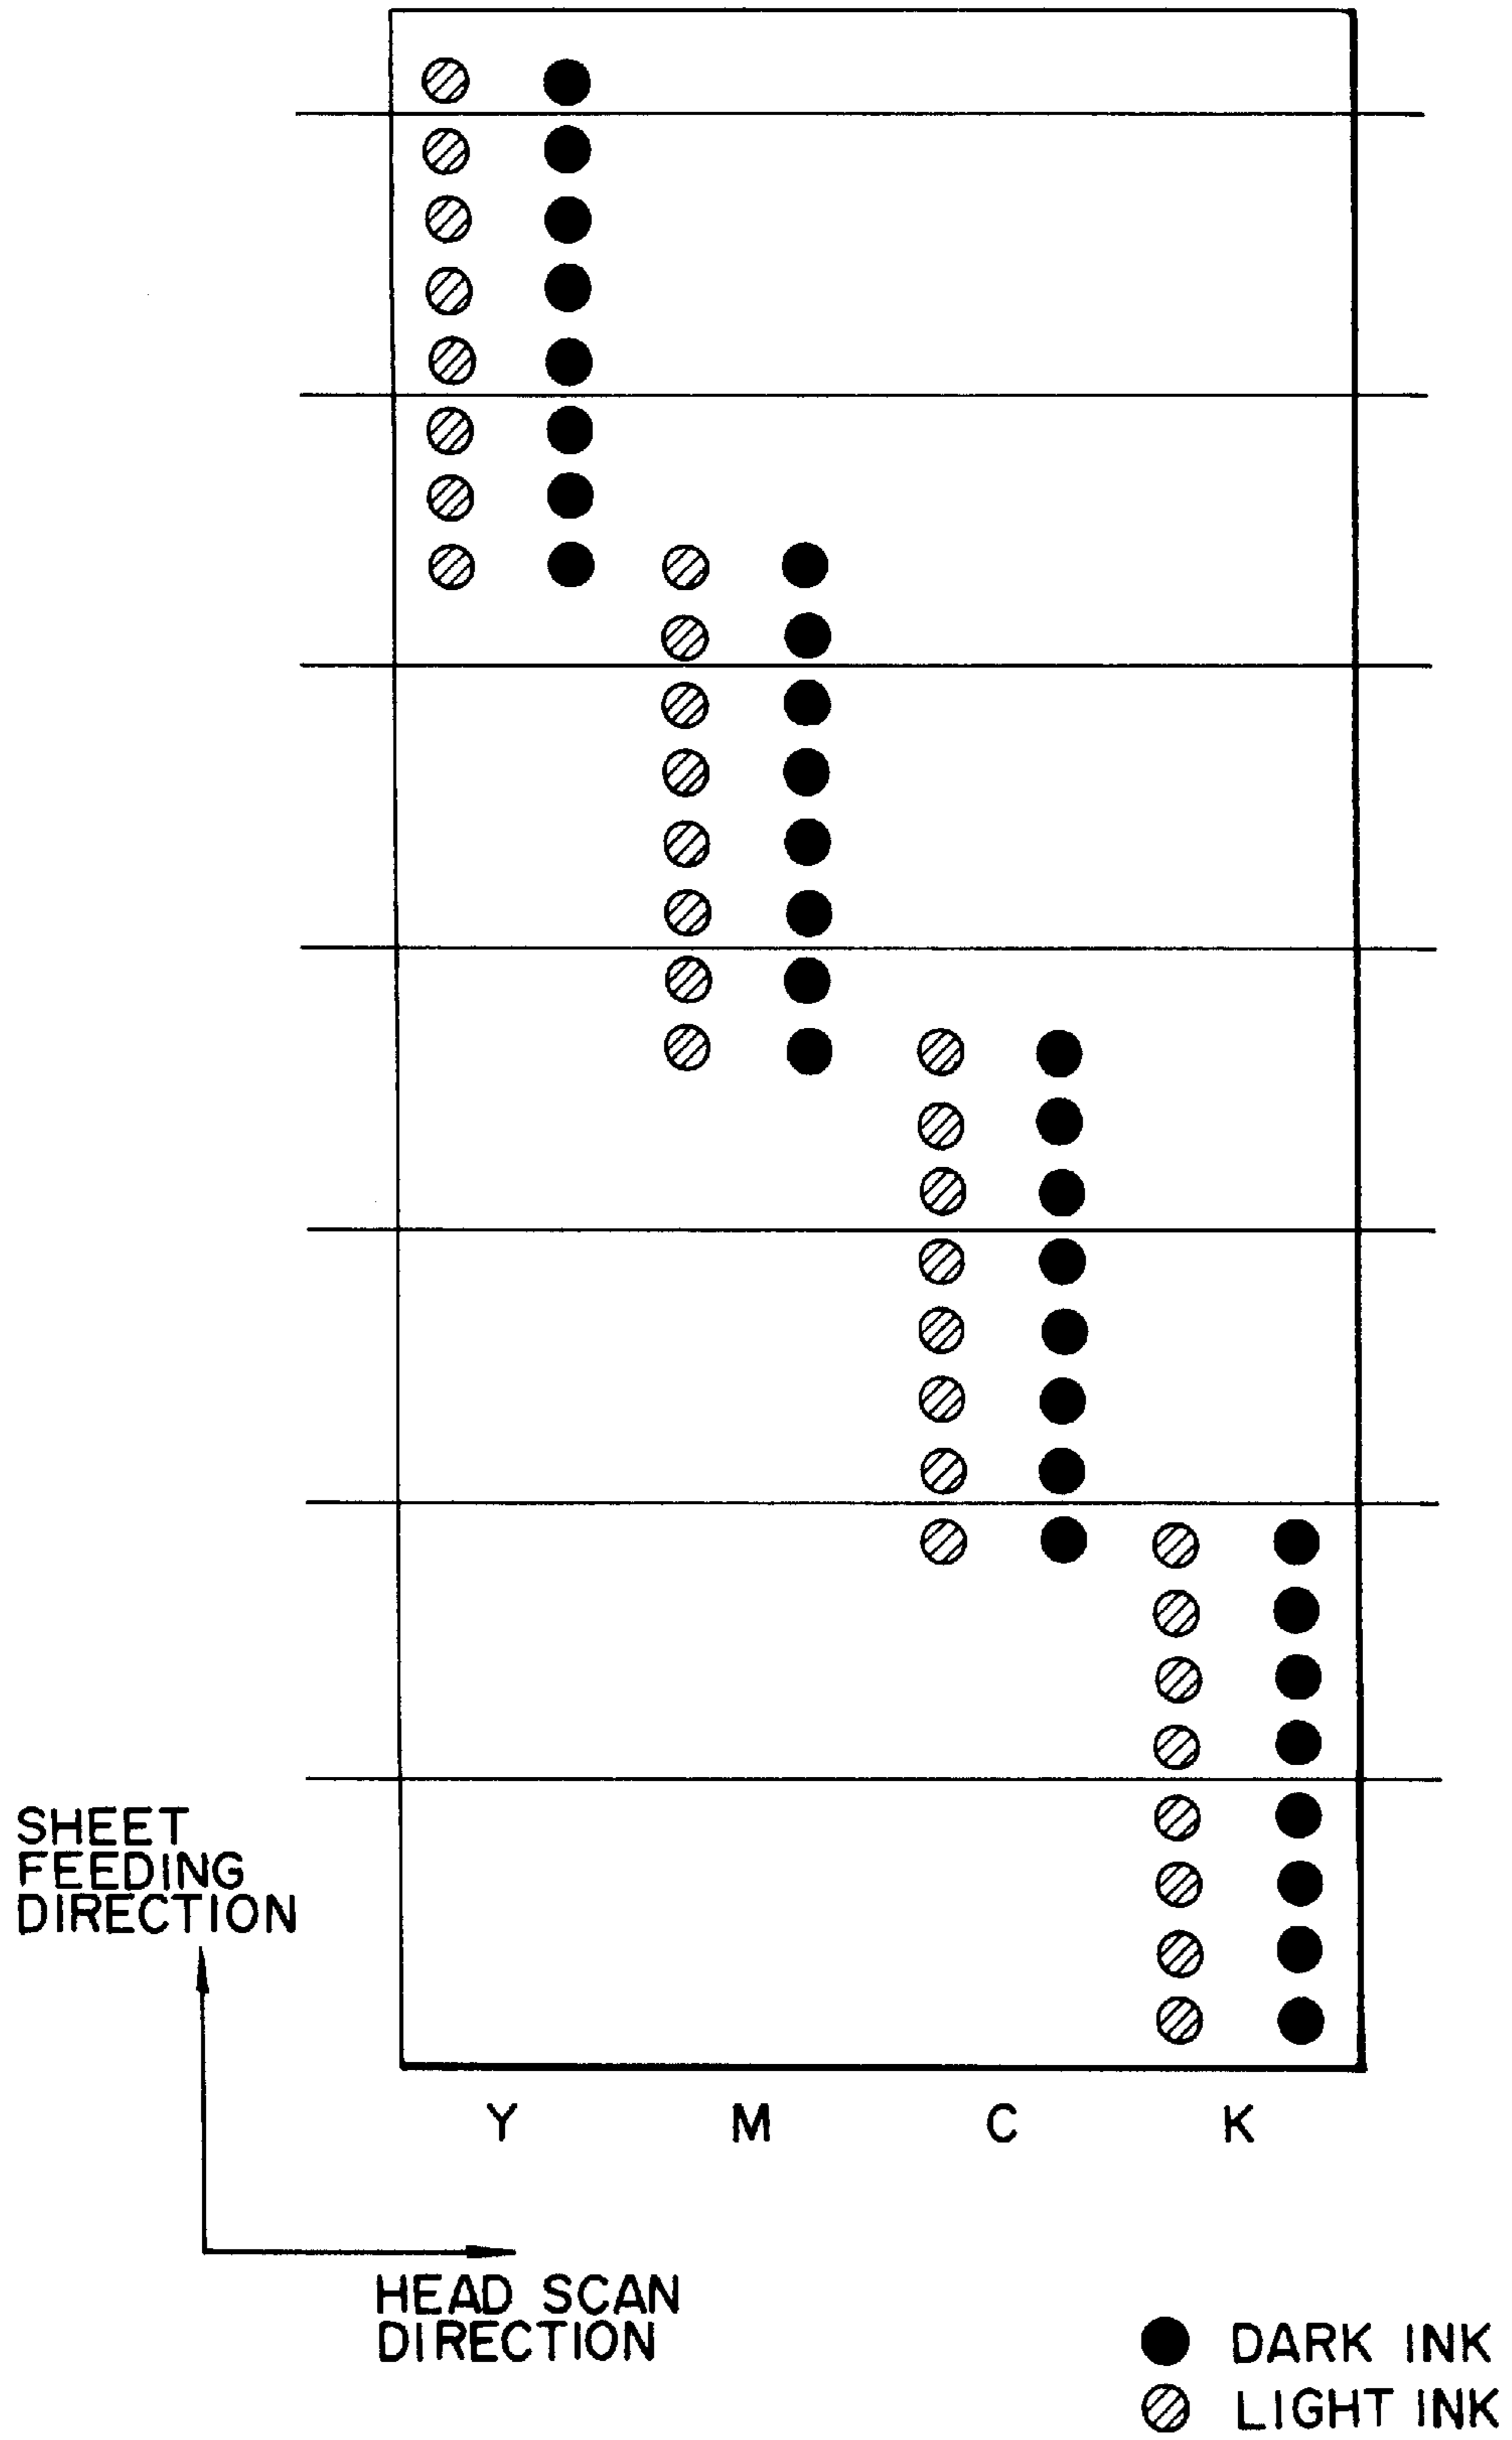 SHEET
FEEDING
DIRECTION
Y M C K
HEAD SCAN
DIRECTION
DARK INK
LIGHT INK